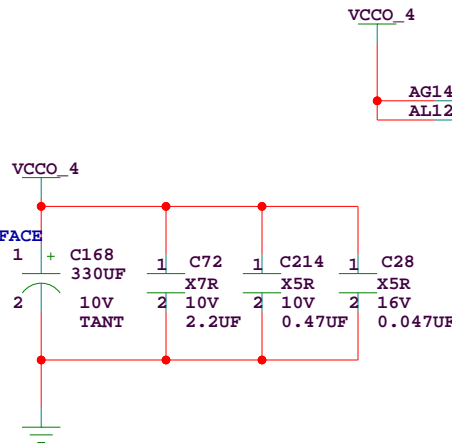 VCCO_4
AG14
AL12
VCCO_4
FACE
1 + C168
330UF
2 10V
TANT
1 C72
X7R
2 10V
2.2UF
1 C214
X5R
2 10V
0.47UF
1 C28
X5R
2 16V
0.047UF